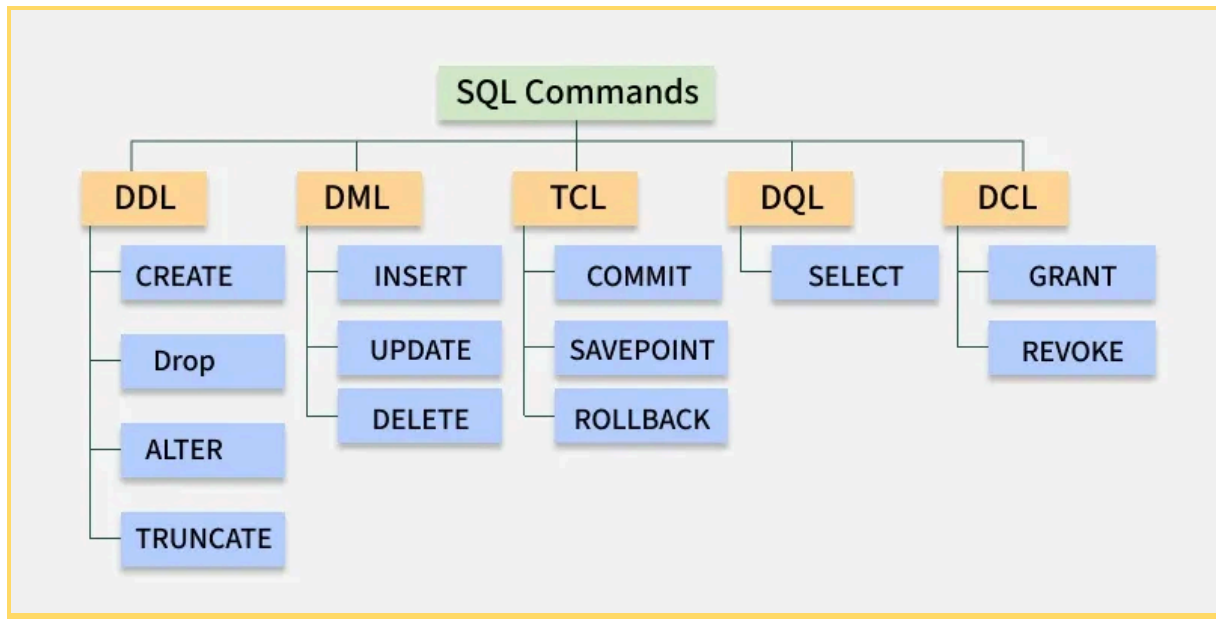 SQL Commands
DDL
DML
TCL
DQL
DCL
CREATE
INSERT
COMMIT
SELECT
GRANT
Drop
UPDATE
SAVEPOINT
REVOKE
ALTER
DELETE
ROLLBACK
TRUNCATE